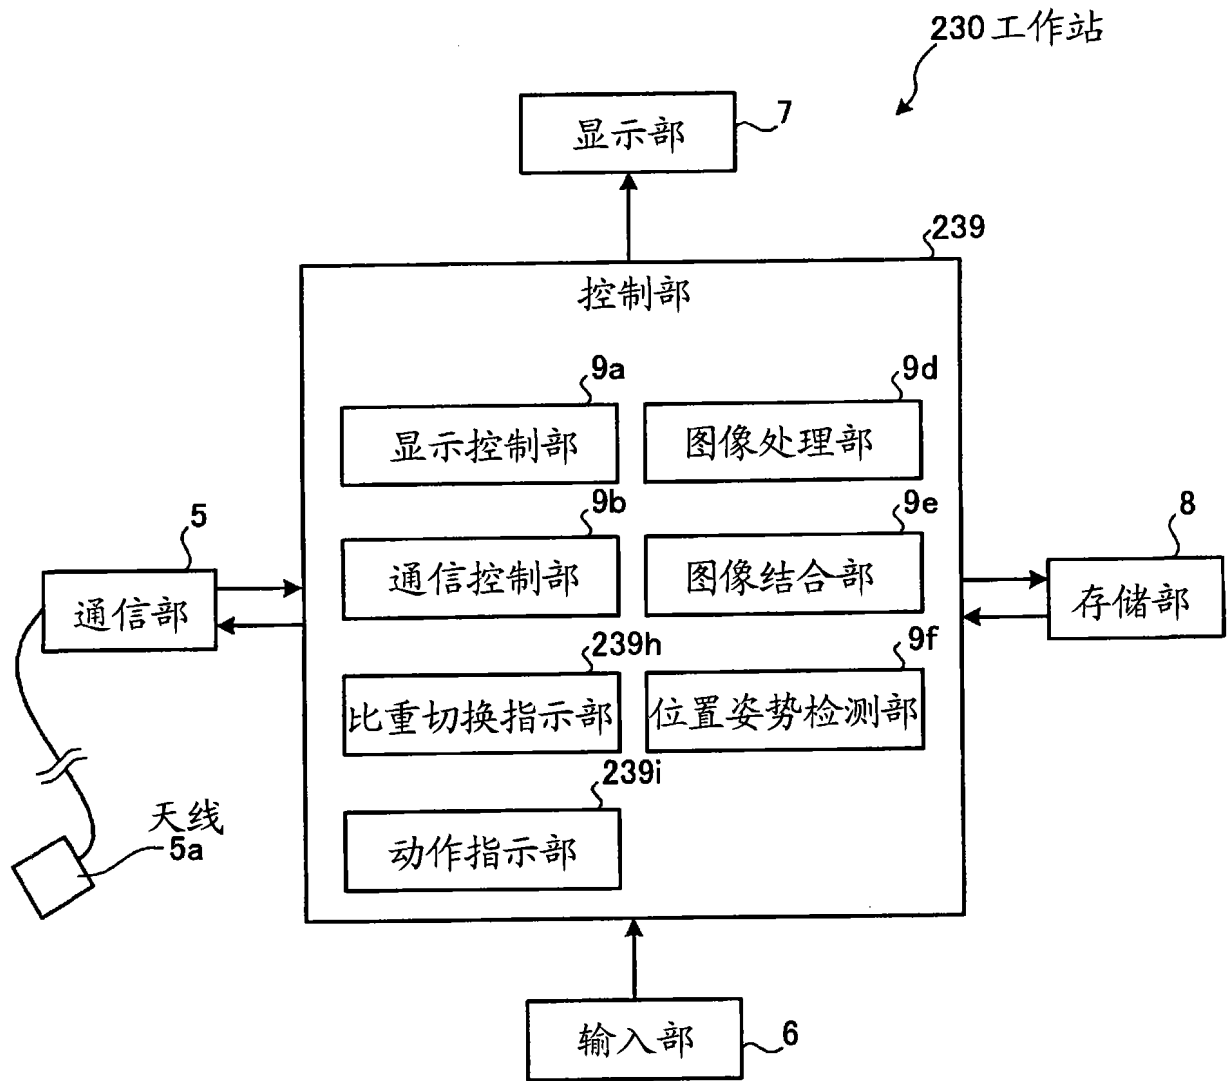 230 工作站
7
显示部
239
控制部
9a
9d
显示控制部
图像处理部
9b
9e
5
8
通信控制部
图像结合部
通信部
存储部
239h
9f
比重切换指示部
位置姿势检测部
239i
天线
5a
动作指示部
输入部
6